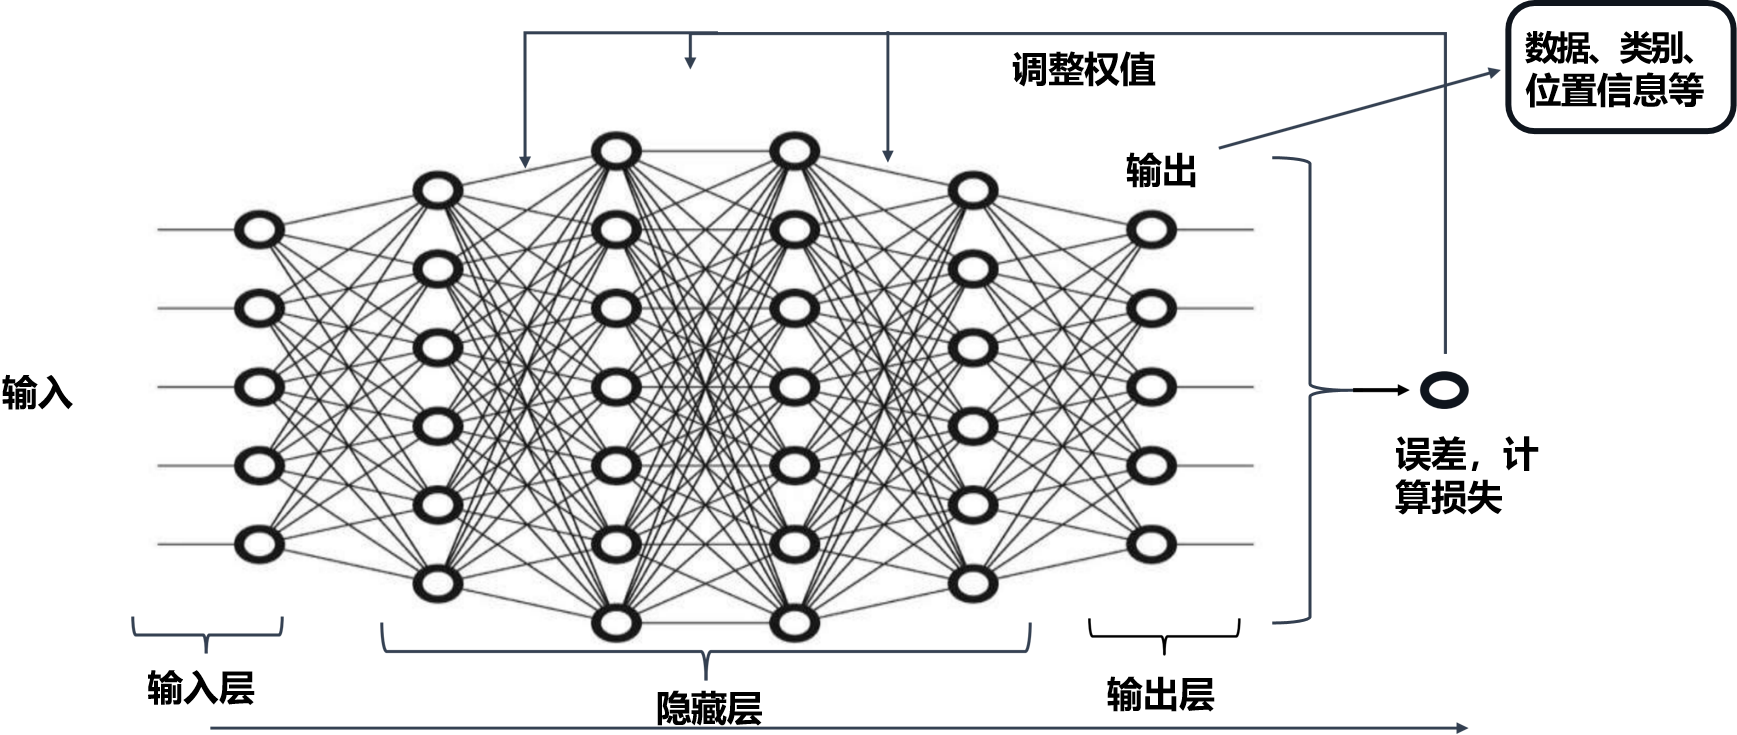 调整权值
数据、类别、
位置信息等
输出
输入
误差，计
算损失
输入层
隐藏层
输出层